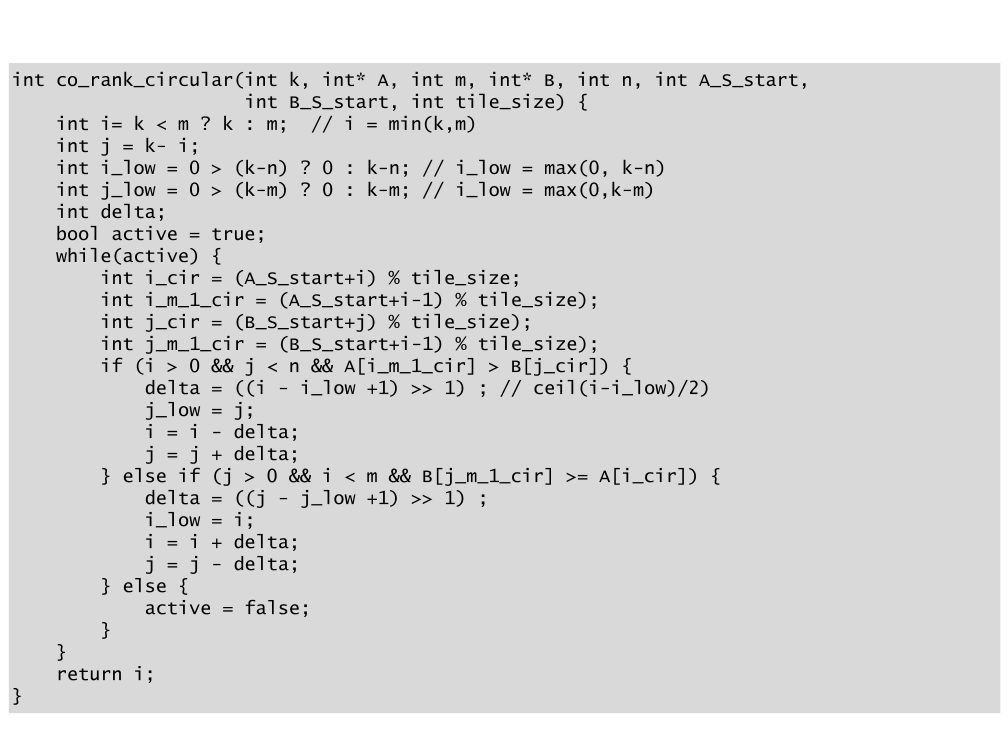 int co_rank_circular(int k, int* A, int m, int* B, int n, int A_S_start,
                     int B_S_start, int tile_size) {
    int i= k < m ? k : m;  // i = min(k,m)
    int j = k- i;
    int i_low = 0 > (k-n) ? 0 : k-n; // i_low = max(0, k-n)
    int j_low = 0 > (k-m) ? 0 : k-m; // i_low = max(0,k-m)
    int delta;
    bool active = true;
    while(active) {
        int i_cir = (A_S_start+i) % tile_size;
        int i_m_1_cir = (A_S_start+i-1) % tile_size);
        int j_cir = (B_S_start+j) % tile_size);
        int j_m_1_cir = (B_S_start+i-1) % tile_size);
        if (i > 0 && j < n && A[i_m_1_cir] > B[j_cir]) {
            delta = ((i - i_low +1) >> 1) ; // ceil(i-i_low)/2)
            j_low = j;
            i = i - delta;
            j = j + delta;
        } else if (j > 0 && i < m && B[j_m_1_cir] >= A[i_cir]) {
            delta = ((j - j_low +1) >> 1) ;
            i_low = i;
            i = i + delta;
            j = j - delta;
        } else {
            active = false;
        }
    }
    return i;
}